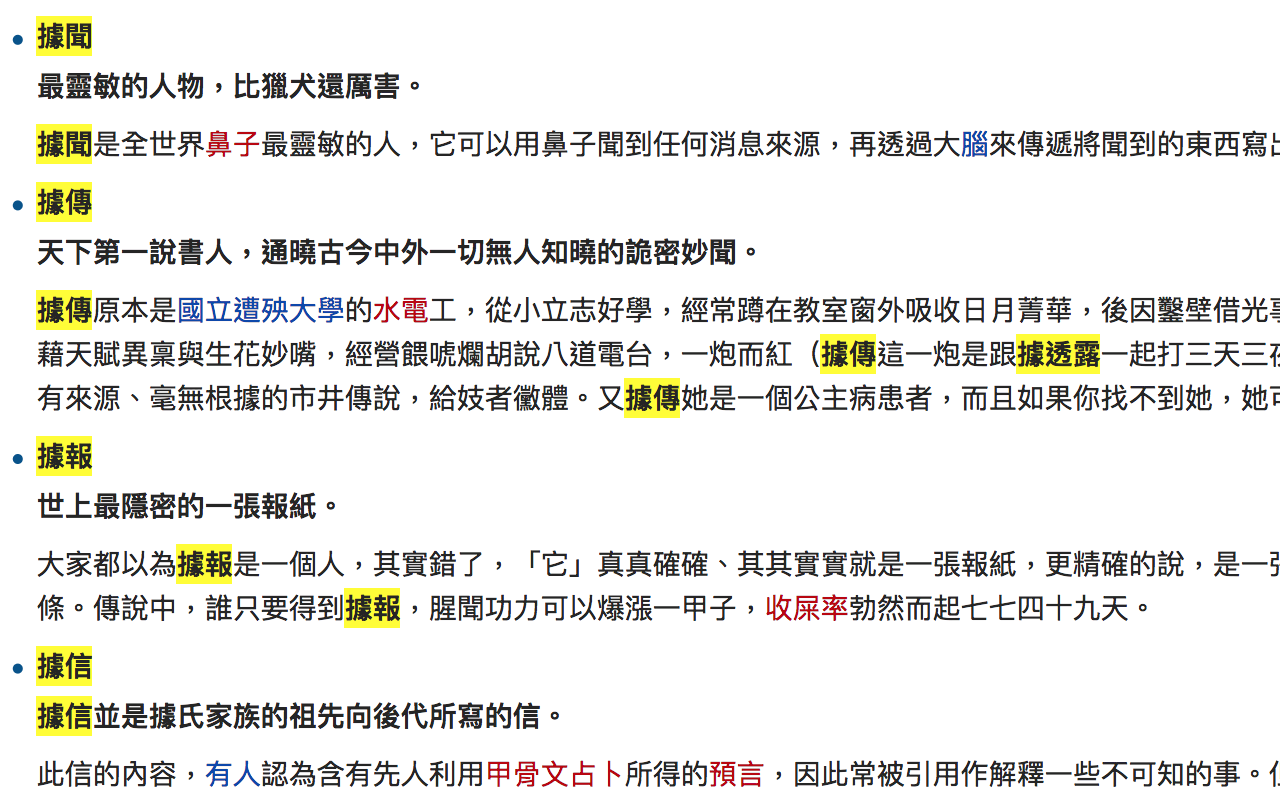 據聞
最靈敏的人物，比獵犬還厲害。
據聞是全世界鼻子最靈敏的人，它可以用鼻子聞到任何消息來源，再透過大腦來傳遞將聞到的東西寫出
據傳
天下第一說書人，通曉古今中外一切無人知曉的詭密妙聞。
據傳原本是國立遭殃大學的水電工，從小立志好學，經常蹲在教室窗外吸收日月菁華，後因鑿壁借光事
藉天賦異稟與生花妙嘴，經營餵唬爛胡說八道電台，一炮而紅（據傳這一炮是跟據透露一起打三天三夜
有來源、毫無根據的市井傳說，給妓者黴體。又據傳她是一個公主病患者，而且如果你找不到她，她可
據報
世上最隱密的一張報紙。
大家都以為據報是一個人，其實錯了，「它」真真確確、其其實實就是一張報紙，更精確的說，是一張
條。傳說中，誰只要得到據報，腥聞功力可以爆漲一甲子，收屎率勃然而起七七四十九天。
據信
據信並是據氏家族的祖先向後代所寫的信。
此信的內容，有人認為含有先人利用甲骨文占卜所得的預言，因此常被引用作解釋一些不可知的事。但